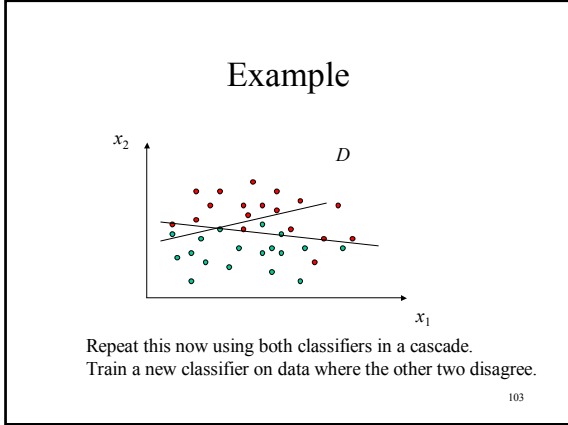 Example
x2
D
x1
Repeat this now using both classifiers in a cascade.
Train a new classifier on data where the other two disagree.
103